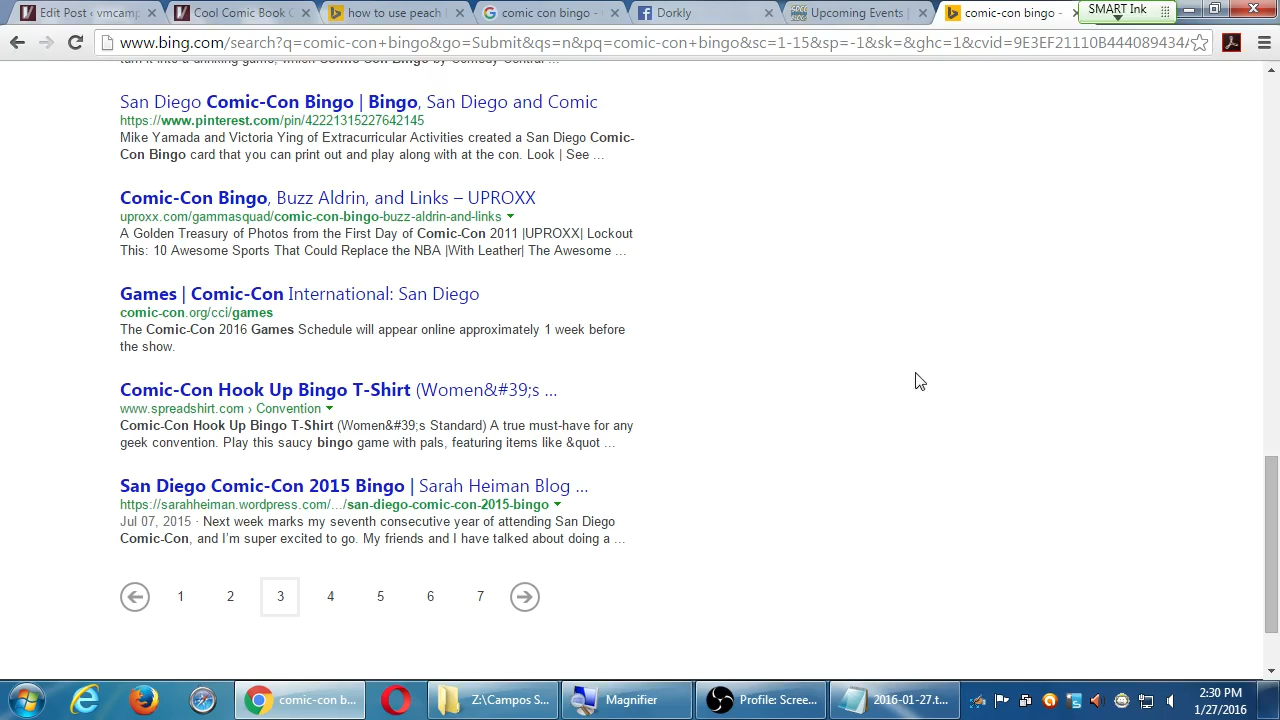 Edit Post ‹ vmcamp
Cool Comic Book C
how to use peach
comic con bingo -
Dorkly
Upcoming Events |
comic-con bingo -
SMART Ink
www.bing.com/search?q=comic-con+bingo&go=Submit&qs=n&pq=comic-con+bingo&sc=1-15&sp=-1&sk=&ghc=1&cvid=9E3EF21110B444089434A
turn it into a drinking game, which Comic Con Bingo by Comedy Central ...
San Diego Comic-Con Bingo | Bingo, San Diego and Comic
https://www.pinterest.com/pin/42221315227642145
Mike Yamada and Victoria Ying of Extracurricular Activities created a San Diego Comic-
Con Bingo card that you can print out and play along with at the con. Look | See ...
Comic-Con Bingo, Buzz Aldrin, and Links – UPROXX
uproxx.com/gammasquad/comic-con-bingo-buzz-aldrin-and-links
A Golden Treasury of Photos from the First Day of Comic-Con 2011 |UPROXX| Lockout
This: 10 Awesome Sports That Could Replace the NBA |With Leather| The Awesome ...
Games | Comic-Con International: San Diego
comic-con.org/cci/games
The Comic-Con 2016 Games Schedule will appear online approximately 1 week before
the show.
Comic-Con Hook Up Bingo T-Shirt (Women&#39;s ...
www.spreadshirt.com › Convention
Comic-Con Hook Up Bingo T-Shirt (Women&#39;s Standard) A true must-have for any
geek convention. Play this saucy bingo game with pals, featuring items like &quot ...
San Diego Comic-Con 2015 Bingo | Sarah Heiman Blog ...
https://sarahheiman.wordpress.com/.../san-diego-comic-con-2015-bingo
Jul 07, 2015 · Next week marks my seventh consecutive year of attending San Diego
Comic-Con, and I'm super excited to go. My friends and I have talked about doing a ...
1 2 3 4 5 6 7
comic-con b...
Z:\Campos S...
Magnifier
Profile: Scree...
2016-01-27.t...
2:30 PM
1/27/2016